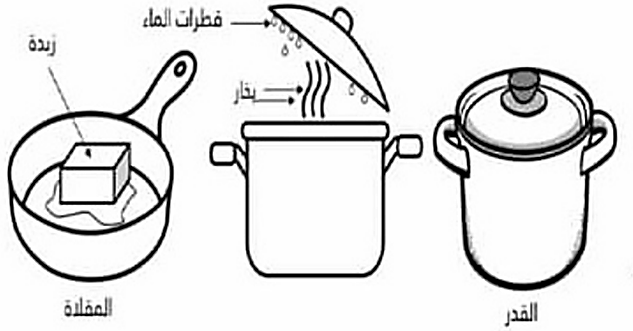 قطرات الماء
زبدة
بخار
المقلاة
القدر